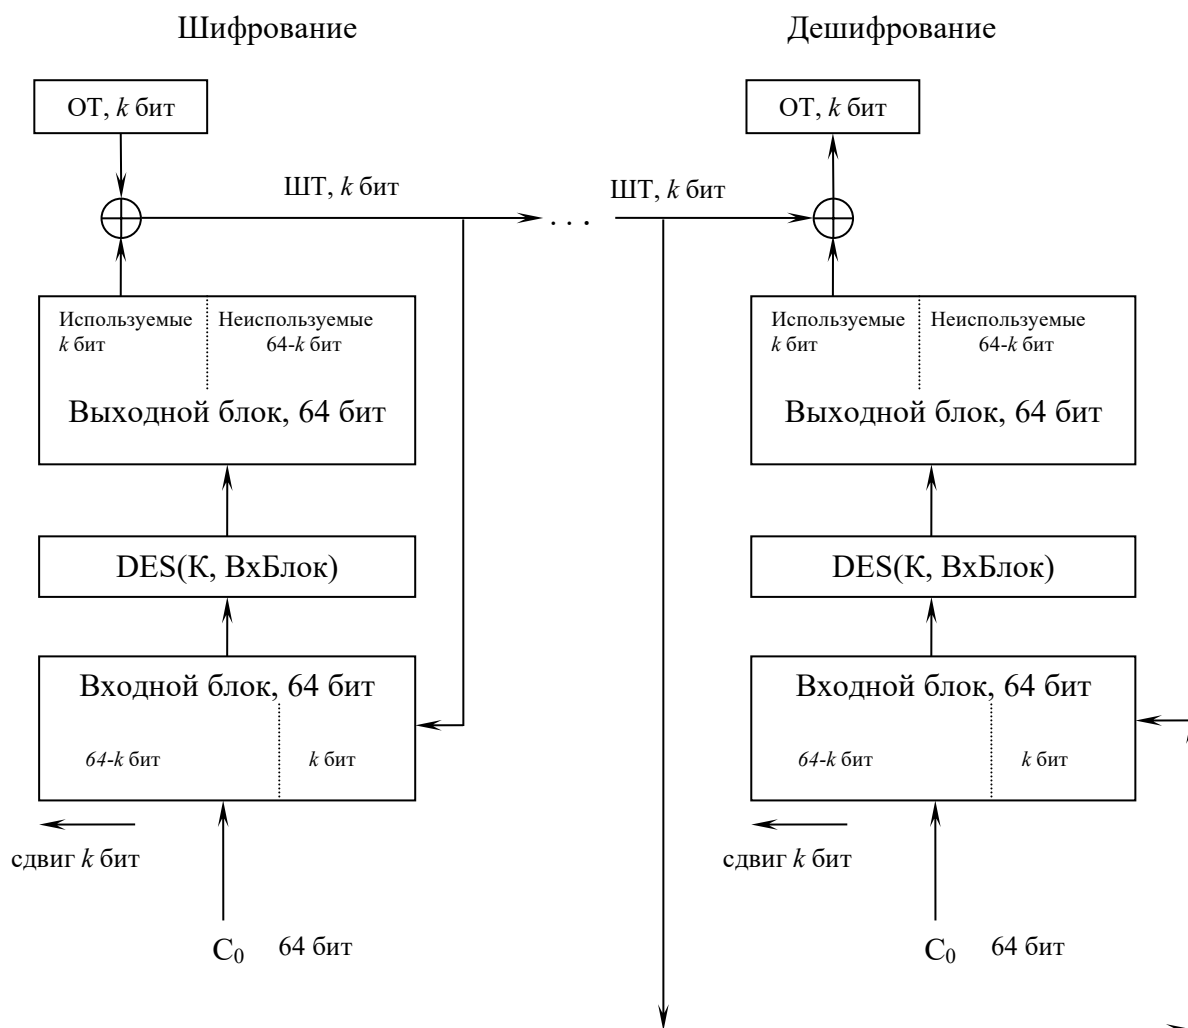 Шифрование
Дешифрование
ОТ, k бит
ОТ, k бит
ШТ, k бит
ШТ, k бит
. . .
Используемые
k бит
Неиспользуемые
64-k бит
Выходной блок, 64 бит
Используемые
k бит
Неиспользуемые
64-k бит
Выходной блок, 64 бит
DES(К, ВхБлок)
DES(К, ВхБлок)
Входной блок, 64 бит
64-k бит
k бит
Входной блок, 64 бит
64-k бит
k бит
сдвиг k бит
сдвиг k бит
C₀ 64 бит
C₀ 64 бит